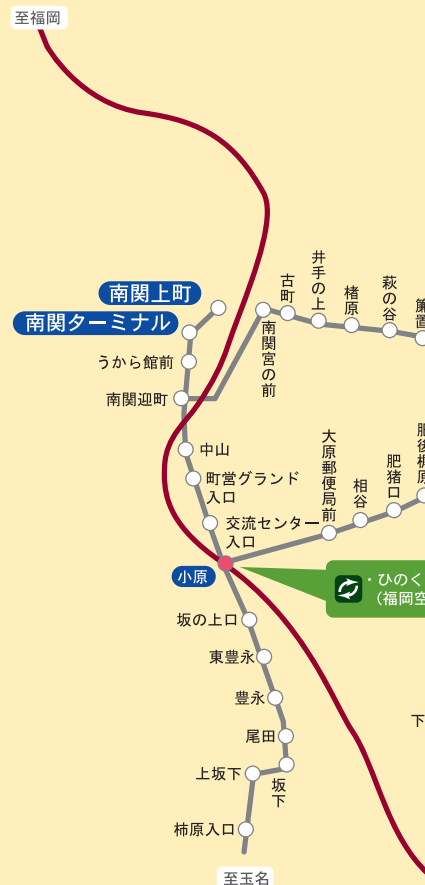 至福岡
南関上町
南関ターミナル
うから館前
南関迎町
南関宮の前
古町
井手の上
楮原
萩の谷
中山
町営グランド
入口
交流センター
入口
大原郵便局前
相谷
肥猪口
小原
・ひのく
（福岡空
坂の上口
東豊永
豊永
尾田
下
上坂下
坂下
柿原入口
至玉名